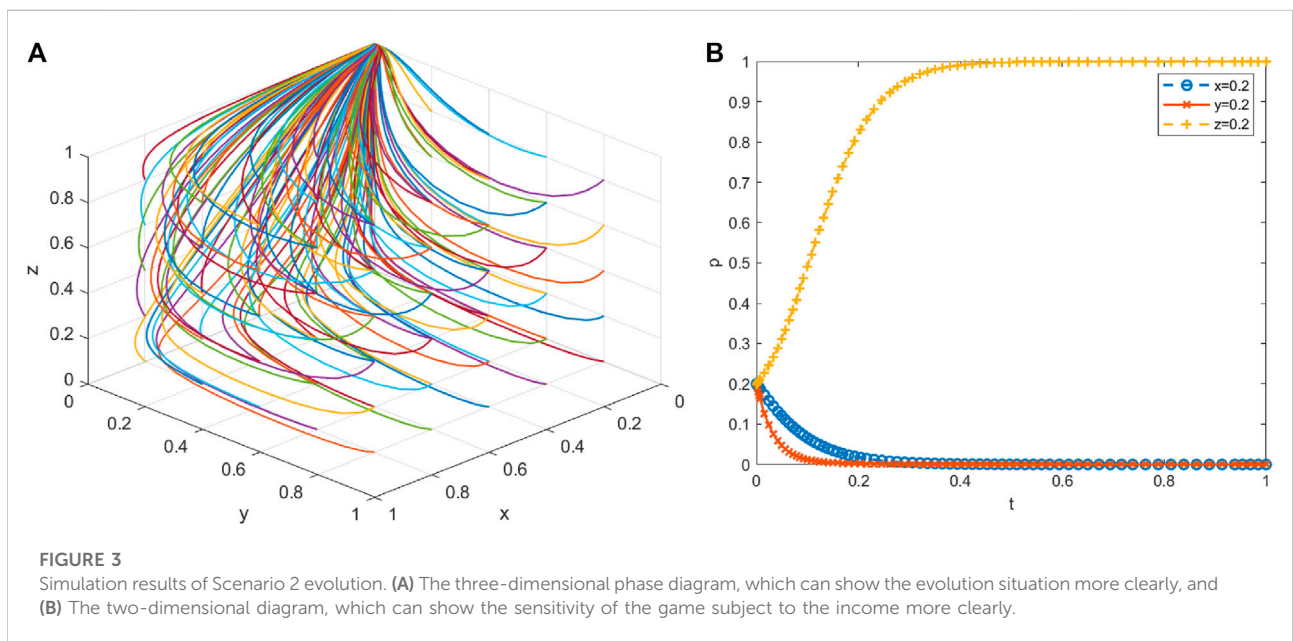 A
1
0.8
0.6
0.4
0.2
0
z
0
0.2
0.4
0.6
0.8
1
y
1
0.8
0.6
0.4
0.2
0
x
B
1
0.9
0.8
0.7
0.6
0.5
0.4
0.3
0.2
0.1
0
p
0
0.2
0.4
0.6
0.8
1
t
x=0.2
y=0.2
z=0.2
FIGURE 3
Simulation results of Scenario 2 evolution. (A) The three-dimensional phase diagram, which can show the evolution situation more clearly, and
(B) The two-dimensional diagram, which can show the sensitivity of the game subject to the income more clearly.